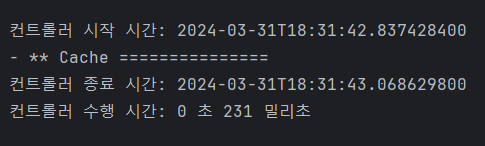 컨트롤러 시작 시간: 2024-03-31T18:31:42.837428400
- ** Cache ===============
컨트롤러 종료 시간: 2024-03-31T18:31:43.068629800
컨트롤러 수행 시간: 0 초 231 밀리초